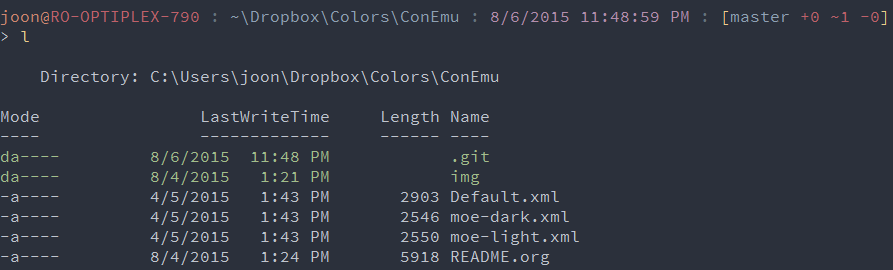 joon@RO-OPTIPLEX-790 : ~\Dropbox\Colors\ConEmu : 8/6/2015 11:48:59 PM : [master +0 ~1 -0]
> l
    Directory: C:\Users\joon\Dropbox\Colors\ConEmu
Mode                LastWriteTime     Length Name
----                -------------     ------ ----
da----         8/6/2015  11:48 PM            .git
da----         8/4/2015   1:21 PM            img
-a----         4/5/2015   1:43 PM       2903 Default.xml
-a----         4/5/2015   1:43 PM       2546 moe-dark.xml
-a----         4/5/2015   1:43 PM       2550 moe-light.xml
-a----         8/4/2015   1:24 PM       5918 README.org